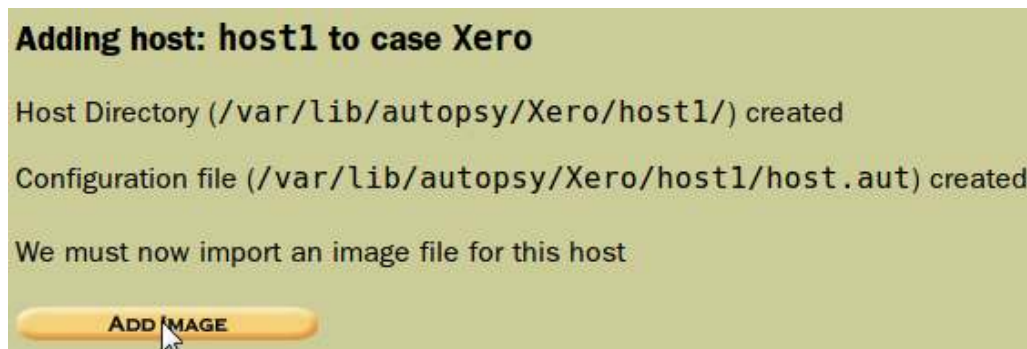 Adding host: host1 to case Xero
Host Directory (/var/lib/autopsy/Xero/host1/) created
Configuration file (/var/lib/autopsy/Xero/host1/host.aut) created
We must now import an image file for this host
ADD IMAGE